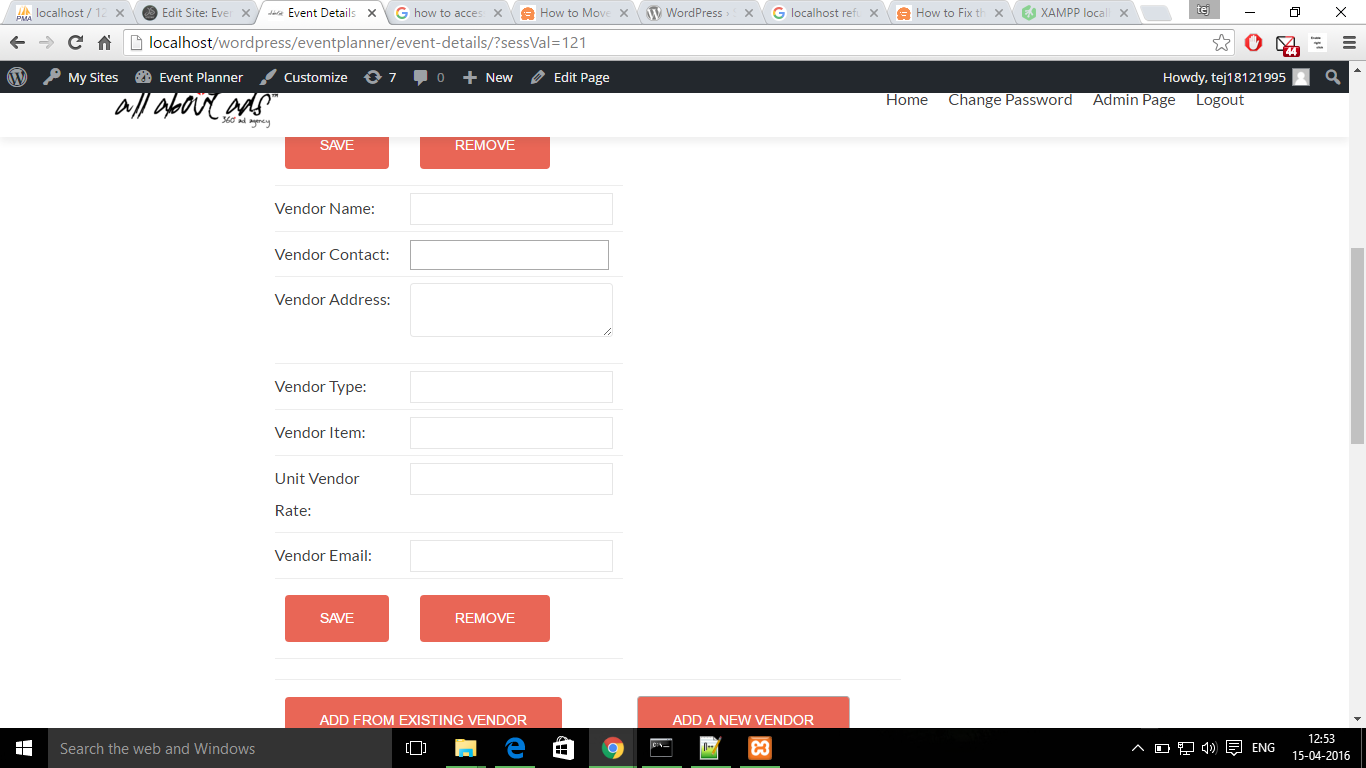 localhost / 12
Edit Site: Ever
Event Details
how to acces
How to Move
WordPress ›
localhost refu
How to Fix th
XAMPP locall
tej
localhost/wordpress/eventplanner/event-details/?sessVal=121
44
My Sites Event Planner Customize 7 0 New Edit Page Howdy, tej18121995
all about ads™
360° ad agency
Home Change Password Admin Page Logout
SAVE REMOVE
Vendor Name:
Vendor Contact:
Vendor Address:
Vendor Type:
Vendor Item:
Unit Vendor
Rate:
Vendor Email:
SAVE REMOVE
ADD FROM EXISTING VENDOR ADD A NEW VENDOR
Search the web and Windows
ENG
12:53
15-04-2016